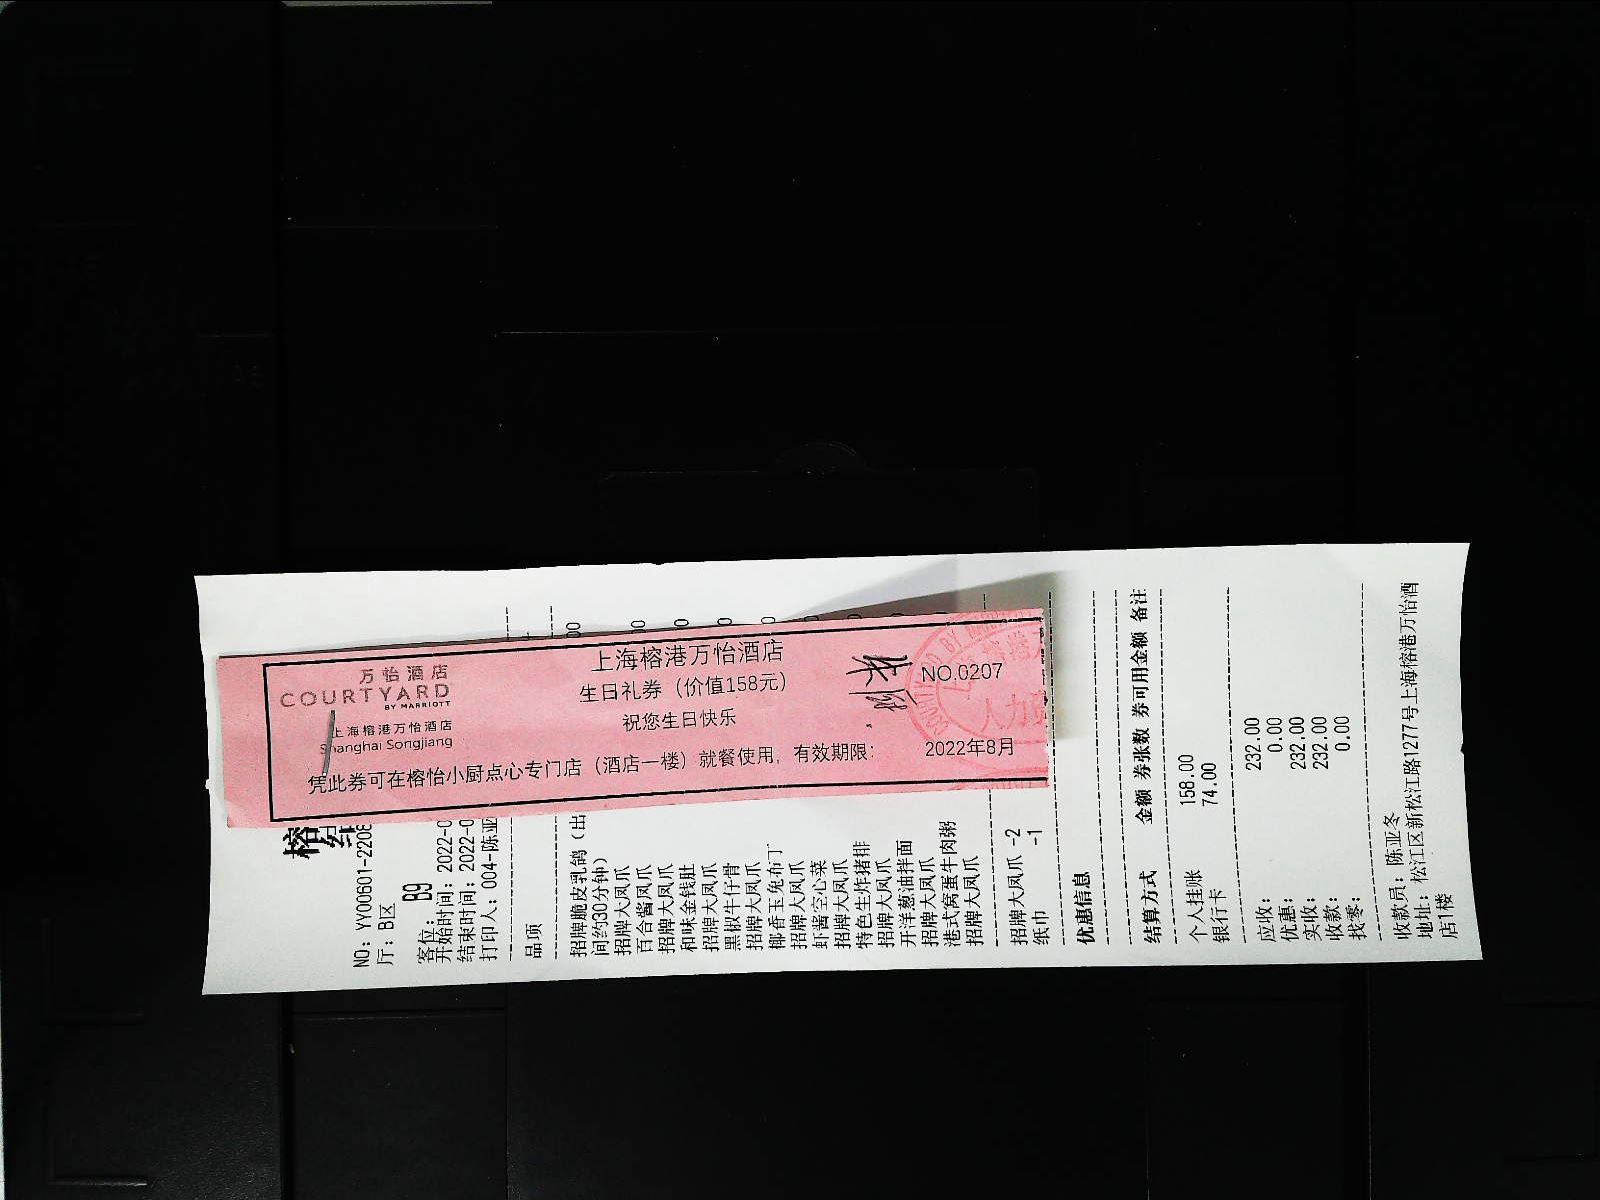 万怡酒店
COURTYARD
BY MARRIOTT
上海榕港万怡酒店
Shanghai Songjiang
上海榕港万怡酒店
生日礼券（价值158元）
祝您生日快乐
NO.0207
凭此券可在榕怡小厨点心专门店（酒店一楼）就餐使用，有效期限：
2022年8月
人力
榕
NO: YY00601-2208
厅: B区
客位: B9
开始时间: 2022-0
结束时间: 2022-0
打印人: 004-陈亚
品项
招牌脆皮乳鸽（出
间约30分钟）
招牌大凤爪
百合酱凤爪
招牌大凤爪
和味金钱肚
招牌大凤爪
黑椒牛仔骨
招牌大凤爪
椰香玉兔布丁
招牌大凤爪
虾酱空心菜
招牌大凤爪
特色生炸猪排
招牌大凤爪
开洋葱油拌面
招牌大凤爪
港式窝蛋牛肉粥
招牌大凤爪
招牌大凤爪 -2
纸巾 -1
优惠信息
结算方式 金额 券张数 券可用金额 备注
个人挂账 158.00
银行卡 74.00
应收: 232.00
优惠: 0.00
实收: 232.00
收款: 232.00
找零: 0.00
收款员: 陈亚冬
地址: 松江区新松江路1277号上海榕港万怡酒
店1楼